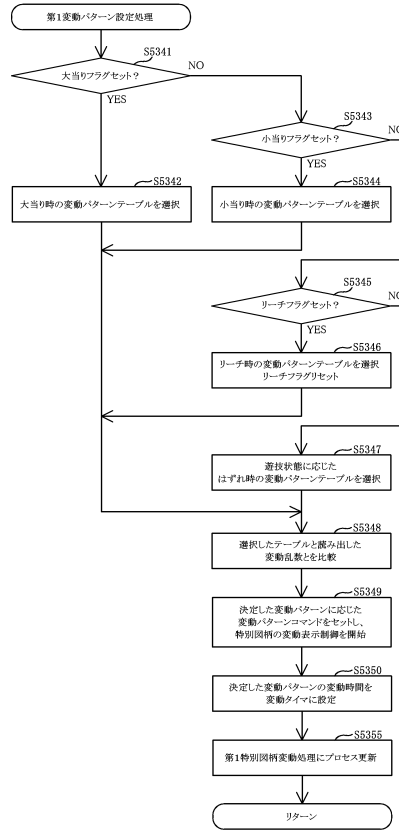 第1変動パターン設定処理
S5341
大当りフラグセット?
NO
YES
S5343
小当りフラグセット?
NO
YES
S5342
大当り時の変動パターンテーブルを選択
S5344
小当り時の変動パターンテーブルを選択
S5345
リーチフラグセット?
NO
YES
S5346
リーチ時の変動パターンテーブルを選択
リーチフラグリセット
S5347
遊技状態に応じた
はずれ時の変動パターンテーブルを選択
S5348
選択したテーブルと読み出した
変動乱数とを比較
S5349
決定した変動パターンに応じた
変動パターンコマンドをセットし、
特別図柄の変動表示制御を開始
S5350
決定した変動パターンの変動時間を
変動タイマに設定
S5355
第1特別図柄変動処理にプロセス更新
リターン